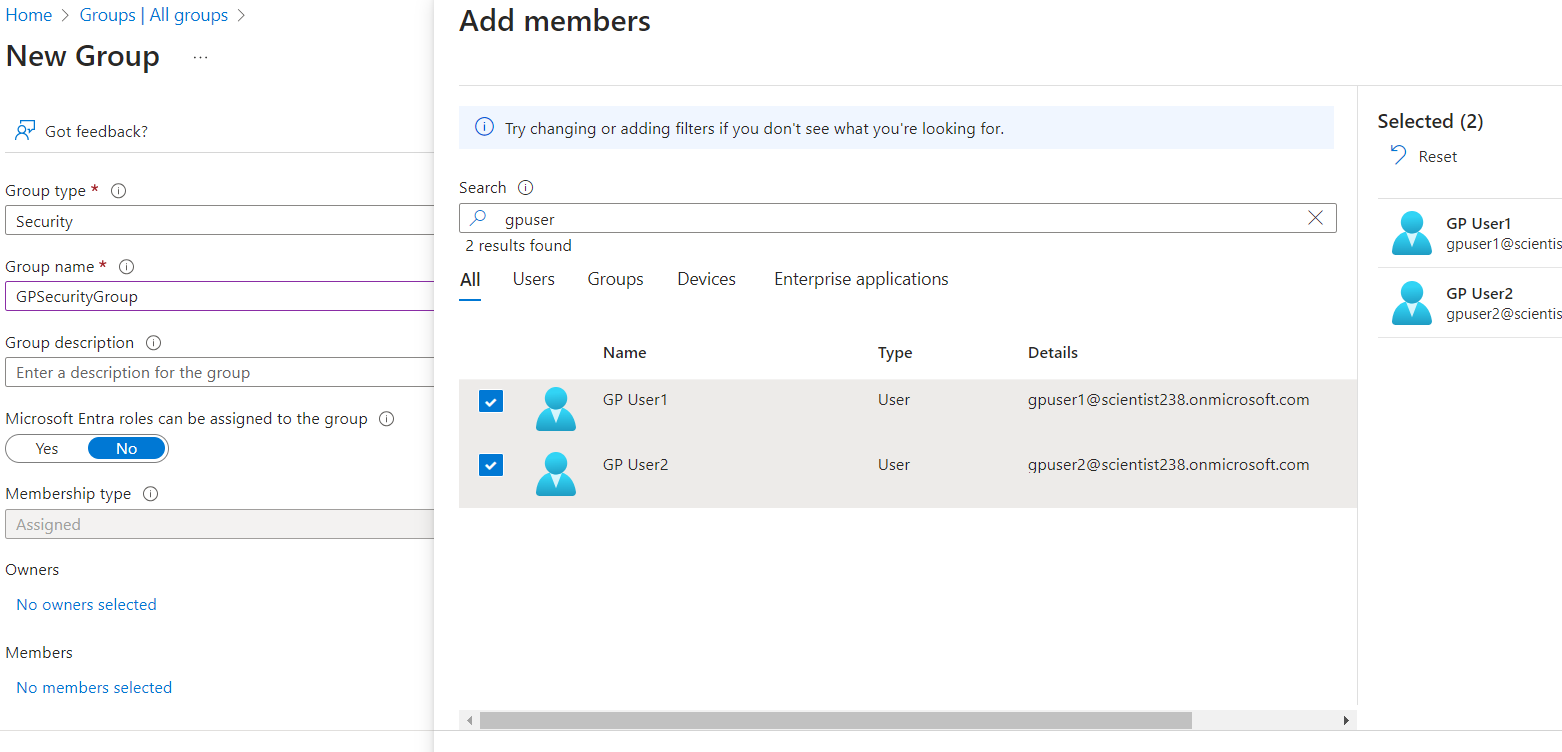 Home > Groups | All groups >
New Group ...
Got feedback?
Group type *
Security
Group name *
GPSecurityGroup
Group description
Enter a description for the group
Microsoft Entra roles can be assigned to the group
Yes No
Membership type
Assigned
Owners
No owners selected
Members
No members selected
Add members
Try changing or adding filters if you don't see what you're looking for.
Search
gpuser
2 results found
All Users Groups Devices Enterprise applications
Name Type Details
GP User1 User gpuser1@scientist238.onmicrosoft.com
GP User2 User gpuser2@scientist238.onmicrosoft.com
Selected (2)
Reset
GP User1
gpuser1@scientis
GP User2
gpuser2@scientis